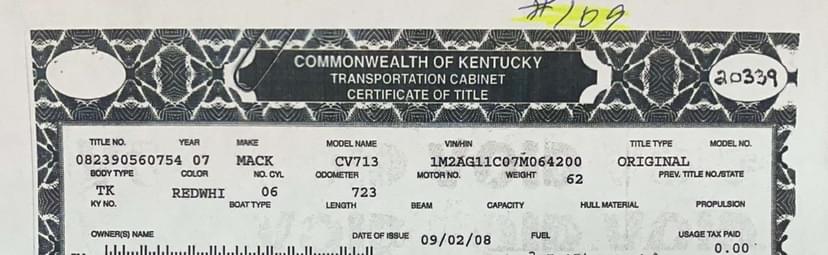 #109
COMMONWEALTH OF KENTUCKY
TRANSPORTATION CABINET
CERTIFICATE OF TITLE
20339
TITLE NO. YEAR MAKE MODEL NAME VIN/HIN TITLE TYPE MODEL NO.
082390560754 07 MACK CV713 1M2AG11C07M064200 ORIGINAL
BODY TYPE COLOR NO. CYL ODOMETER MOTOR NO. WEIGHT PREV. TITLE NO./STATE
TK REDWHI 06 723 62
KY NO. BOAT TYPE LENGTH BEAM CAPACITY HULL MATERIAL PROPULSION
OWNER(S) NAME DATE OF ISSUE 09/02/08 FUEL USAGE TAX PAID
0.00